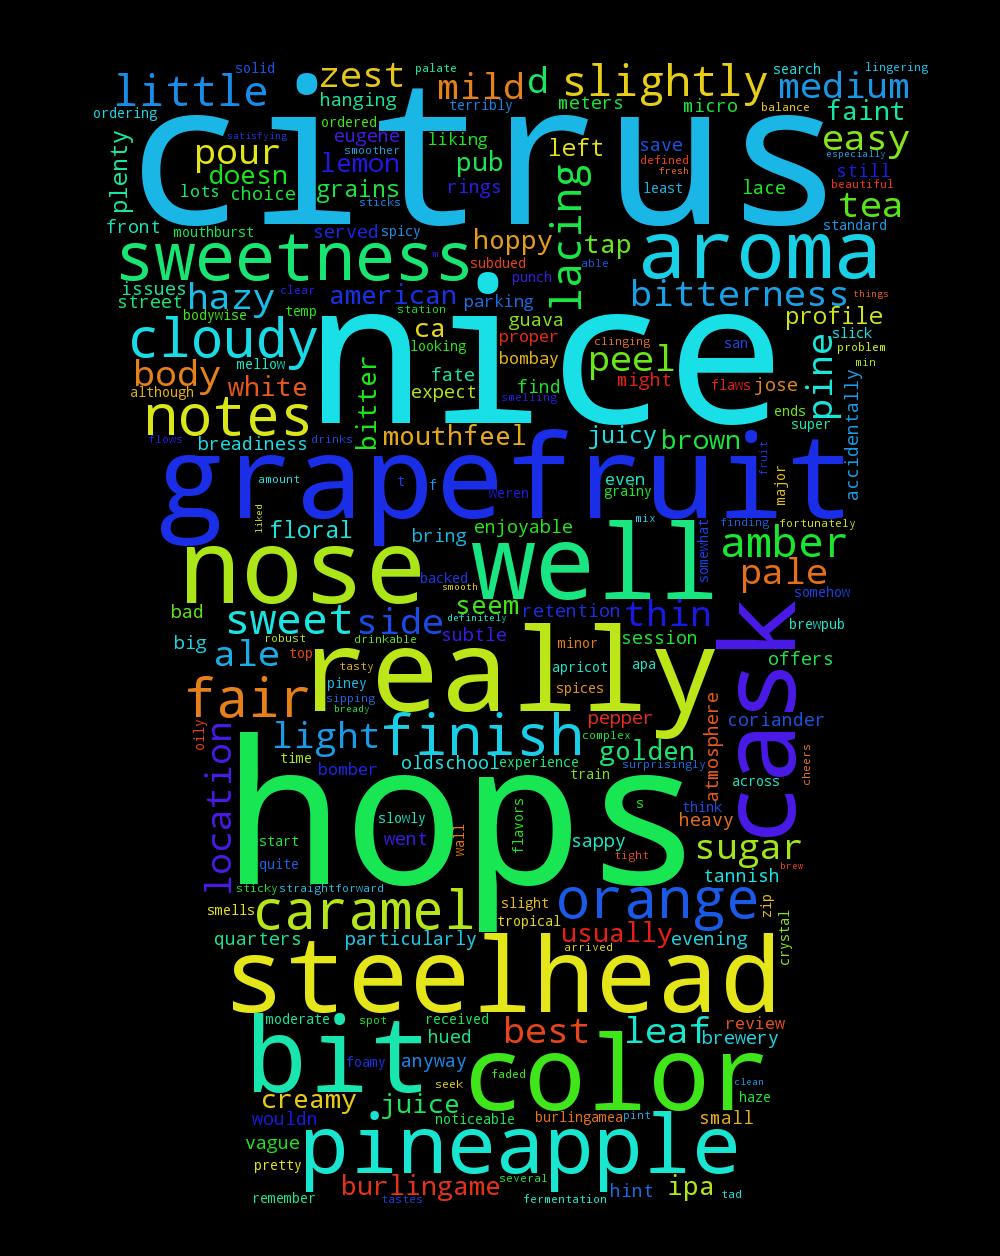 solid palate search lingering
citrus
little zest mild d slightly medium
hanging terribly meters micro balance faint
ordering ordered
plenty satisfying eugene liking left save easy
pour smoother lemon pub defined especially
doesn grains fresh still
lots choice sticks rings least lace beautiful
tea
front mouthburst served spicy hoppy lacing tap standard
sweetness subdued able aroma
m
issues hazy clear american parking punch bitterness things
street bodywise temp station guava profile
cloudy nice ca looking proper clinging san slick
bombay peel problem
body mellow fate might flaws jose pine min
although white expect find
notes bitter smelling ends super
flows breadiness drinks mouthfeel juicy brown accidentally
grapefruit fruit
amount t f weren even grainy major
liked floral bring enjoyable mix finding fortunately
nose well somewhat amber
backed smooth pale
bad sweet side seem definitely retention thin somehow
brewpub
big robust drinkable subtle session cask
ale top really minor offers
tasty apricot apa
fair piney spices
sipping
bready pepper coriander
oily light finish complex atmosphere
location time oldschool experience golden surprisingly
bomber train across cheers
hops flavors s think
slowly heavy
start went wall sappy sugar
quite tight brew
tannish
sticky straightforward
smells caramel slight orange zip
tropical crystal
quarters particularly usually evening
arrived
steelhead
moderate spot received best leaf review
bit hued color brewery
foamy anyway
faded clean
seek haze
creamy juice
wouldn noticeable burlingamea pint small
vague pineapple
pretty
burlingame several hint ipa tad
remember tastes fermentation